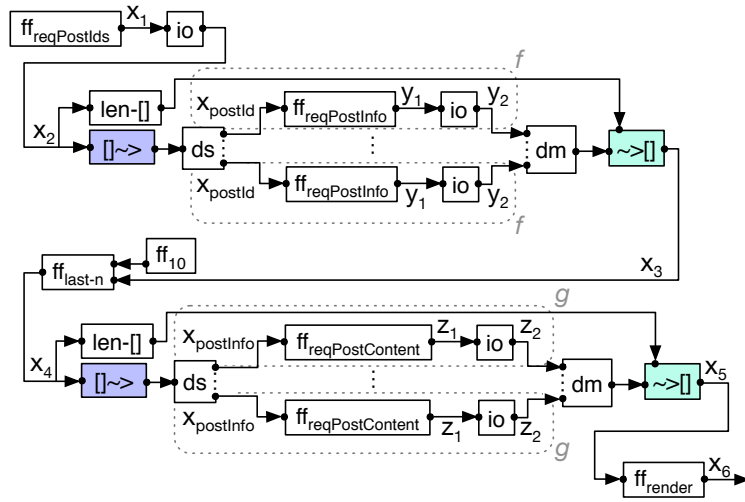 ff_reqPostIds x_1 io
f
len-[] x_postId ff_reqPostInfo y_1 io y_2
x_2 []~> ds ⋮ dm ~>[]
x_postId ff_reqPostInfo y_1 io y_2
f
ff_last-n ff_10 x_3
g
len-[] x_postInfo ff_reqPostContent z_1 io z_2
x_4 []~> ds ⋮ dm ~>[] x_5
x_postInfo ff_reqPostContent z_1 io z_2
g
ff_render x_6